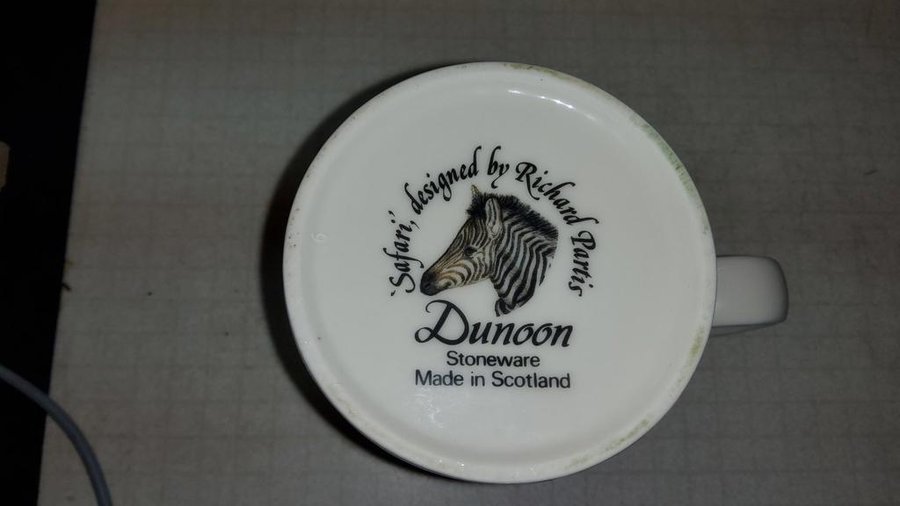 'Safari', designed by Richard Partis
Dunoon
Stoneware
Made in Scotland